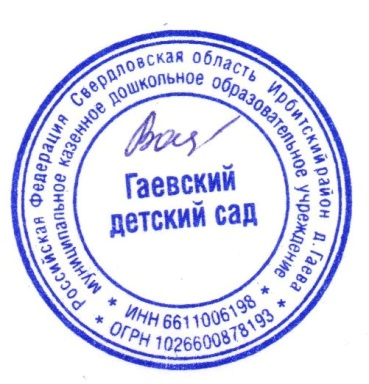 Российская Федерация Свердловская область Ирбитский район д. Гаева
* муниципальное казенное дошкольное образовательное учреждение *
Гаевский
детский сад
ИНН 6611006198
* ОГРН 1026600878193 *